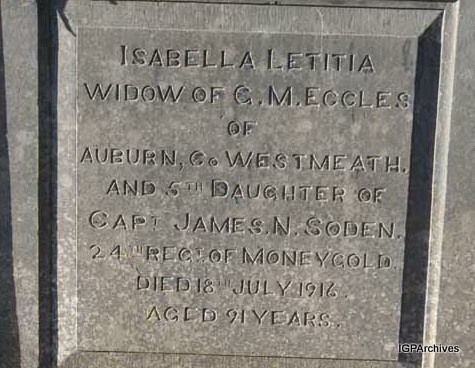 ISABELLA LETITIA
WIDOW OF G. M. ECCLES
OF
AUBURN, CO WESTMEATH.
AND 5TH DAUGHTER OF
CAPT JAMES. N. SODEN.
24TH REGT. OF MONEYGOLD.
DIED 18TH JULY 1916.
AGED 91 YEARS.
IGPArchives